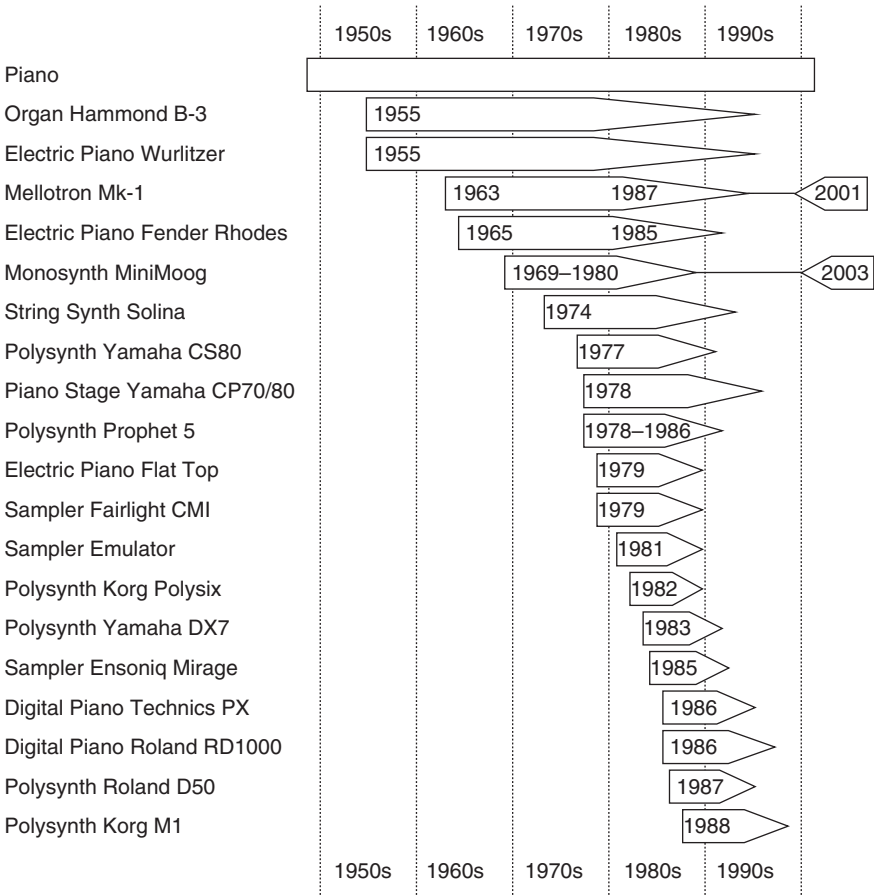 1950s 1960s 1970s 1980s 1990s
Piano
Organ Hammond B-3 1955
Electric Piano Wurlitzer 1955
Mellotron Mk-1 1963 1987 2001
Electric Piano Fender Rhodes 1965 1985
Monosynth MiniMoog 1969–1980 2003
String Synth Solina 1974
Polysynth Yamaha CS80 1977
Piano Stage Yamaha CP70/80 1978
Polysynth Prophet 5 1978–1986
Electric Piano Flat Top 1979
Sampler Fairlight CMI 1979
Sampler Emulator 1981
Polysynth Korg Polysix 1982
Polysynth Yamaha DX7 1983
Sampler Ensoniq Mirage 1985
Digital Piano Technics PX 1986
Digital Piano Roland RD1000 1986
Polysynth Roland D50 1987
Polysynth Korg M1 1988
1950s 1960s 1970s 1980s 1990s